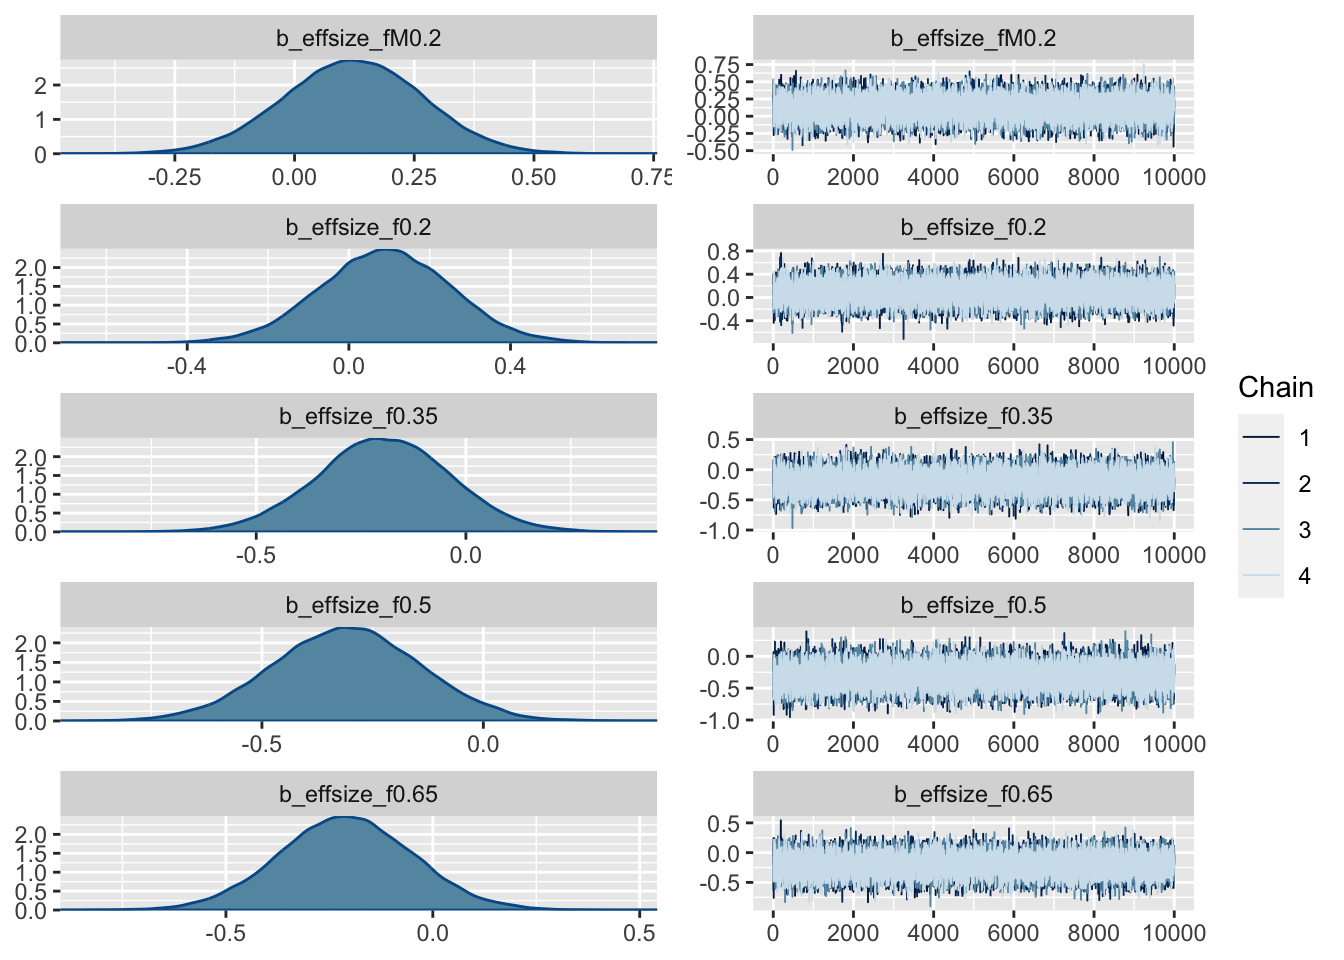 b_effsize_fM0.2
2
1
0
-0.25 0.00 0.25 0.50 0.75
b_effsize_fM0.2
0.75
0.50
0.25
0.00
-0.25
-0.50
0 2000 4000 6000 8000 10000
b_effsize_f0.2
2.0
1.5
1.0
0.5
0.0
-0.4 0.0 0.4
b_effsize_f0.2
0.8
0.4
0.0
-0.4
0 2000 4000 6000 8000 10000
b_effsize_f0.35
2.0
1.5
1.0
0.5
0.0
-0.5 0.0
b_effsize_f0.35
0.5
0.0
-0.5
-1.0
0 2000 4000 6000 8000 10000
b_effsize_f0.5
2.0
1.5
1.0
0.5
0.0
-0.5 0.0
b_effsize_f0.5
0.0
-0.5
-1.0
0 2000 4000 6000 8000 10000
b_effsize_f0.65
2.0
1.5
1.0
0.5
0.0
-0.5 0.0 0.5
b_effsize_f0.65
0.5
0.0
-0.5
0 2000 4000 6000 8000 10000
Chain
1
2
3
4